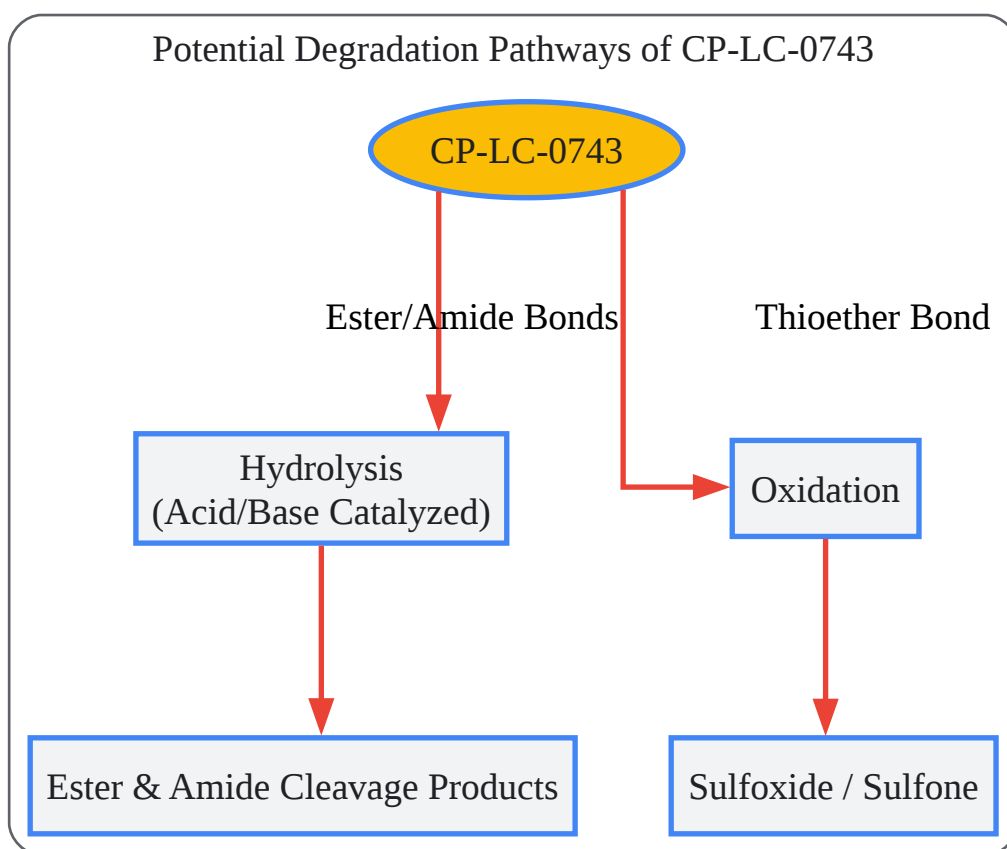 Potential Degradation Pathways of CP-LC-0743
CP-LC-0743
Ester/Amide Bonds
Thioether Bond
Hydrolysis
(Acid/Base Catalyzed)
Oxidation
Ester & Amide Cleavage Products
Sulfoxide / Sulfone